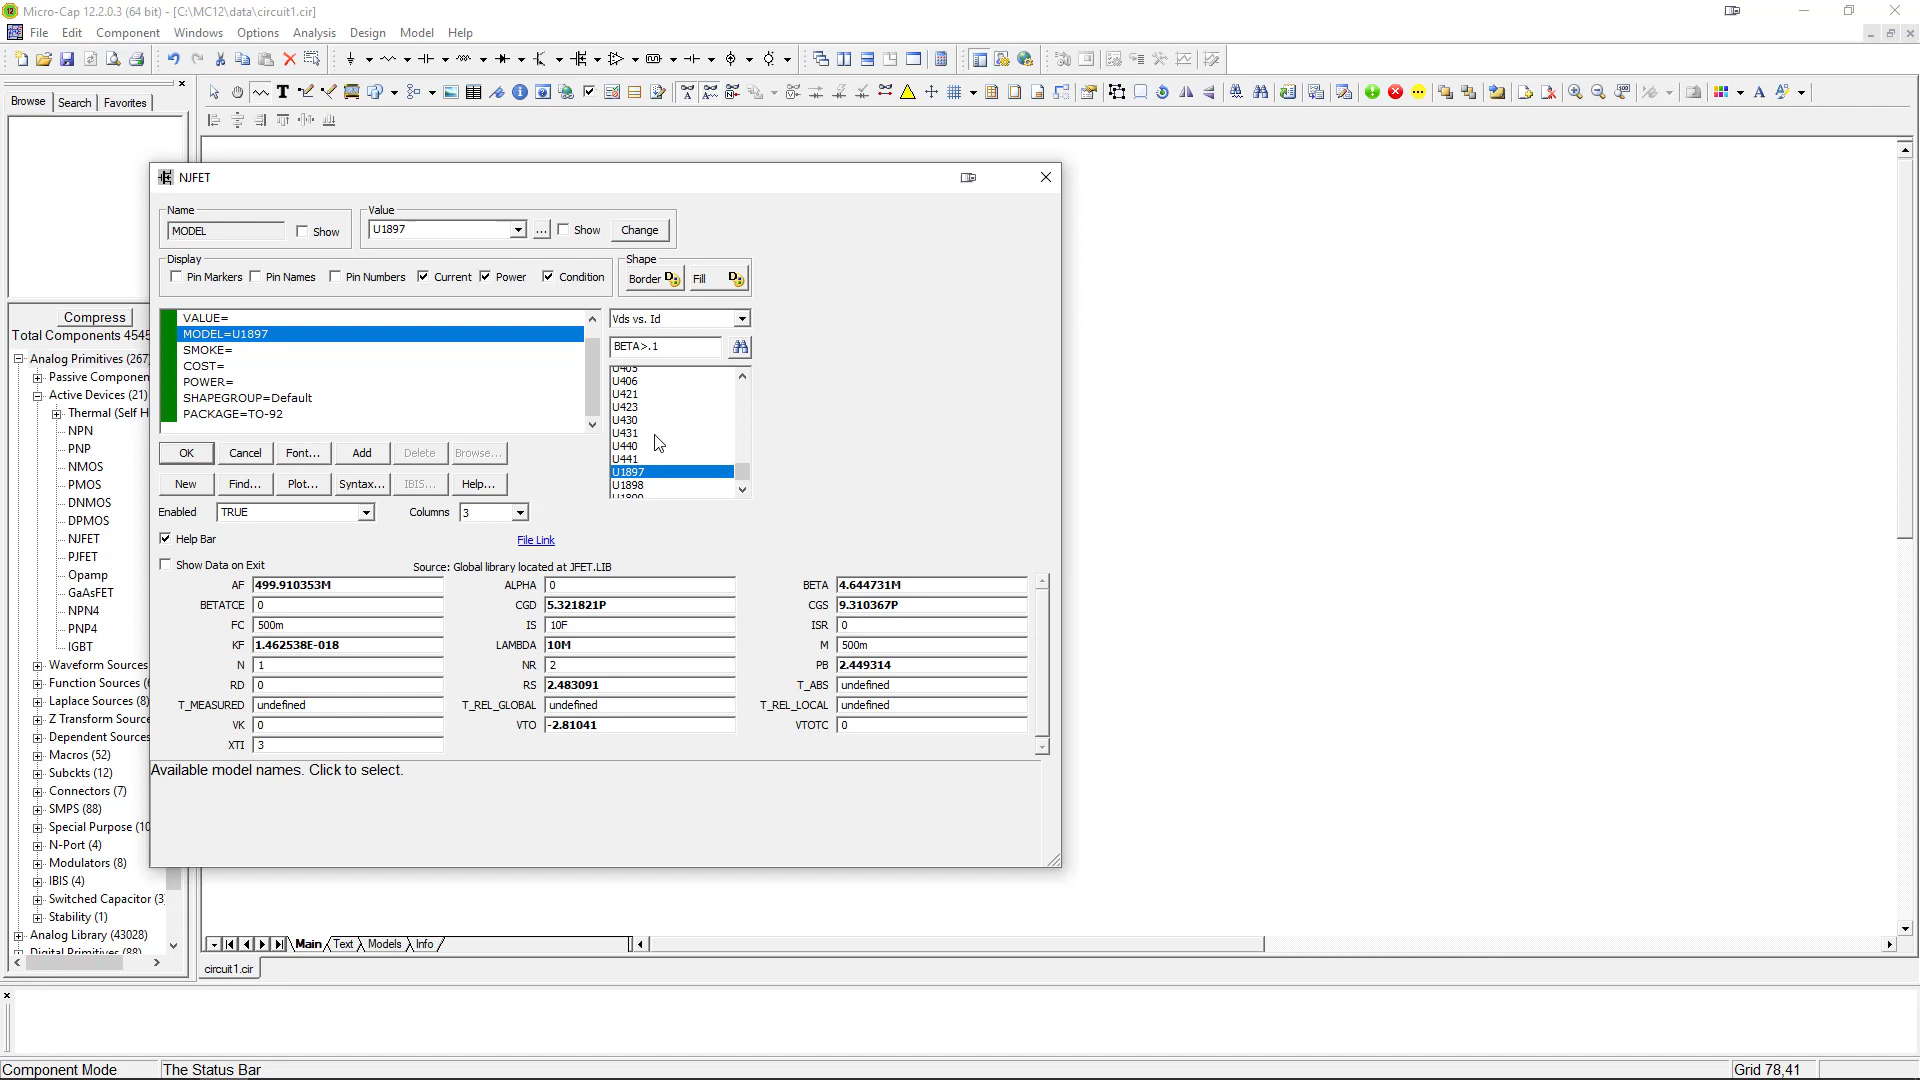 Micro-Cap 12.2.0.3 (64 bit) - [C:\MC12\data\circuit1.cir]
File Edit Component Windows Options Analysis Design Model Help
Browse Search Favorites
Compress
Total Components 4545
Analog Primitives (267)
Passive Component
Active Devices (21)
Thermal (Self H
NPN
PNP
NMOS
PMOS
DNMOS
DPMOS
NJFET
PJFET
Opamp
GaAsFET
NPN4
PNP4
IGBT
Waveform Sources
Function Sources (6
Laplace Sources (8)
Z Transform Source
Dependent Sources
Macros (52)
Subckts (12)
Connectors (7)
SMPS (88)
Special Purpose (10
N-Port (4)
Modulators (8)
IBIS (4)
Switched Capacitor (3
Stability (1)
Analog Library (43028)
Digital Primitives (88)
NJFET
Name
MODEL
Show
Value
U1897
...
Show
Change
Display
Pin Markers Pin Names Pin Numbers Current Power Condition
Shape
Border Fill
VALUE=
MODEL=U1897
SMOKE=
COST=
POWER=
SHAPEGROUP=Default
PACKAGE=TO-92
Vds vs. Id
BETA>.1
U405
U406
U421
U423
U430
U431
U440
U441
U1897
U1898
U1899
OK Cancel Font... Add Delete Browse...
New Find... Plot... Syntax... IBIS... Help...
Enabled TRUE Columns 3
Help Bar File Link
Show Data on Exit Source: Global library located at JFET.LIB
AF 499.910353M ALPHA 0 BETA 4.644731M
BETATCE 0 CGD 5.321821P CGS 9.310367P
FC 500m IS 10F ISR 0
KF 1.462538E-018 LAMBDA 10M M 500m
N 1 NR 2 PB 2.449314
RD 0 RS 2.483091 T_ABS undefined
T_MEASURED undefined T_REL_GLOBAL undefined T_REL_LOCAL undefined
VK 0 VTO -2.81041 VTOTC 0
XTI 3
Available model names. Click to select.
Main Text Models Info
circuit1.cir
Component Mode The Status Bar Grid 78,41